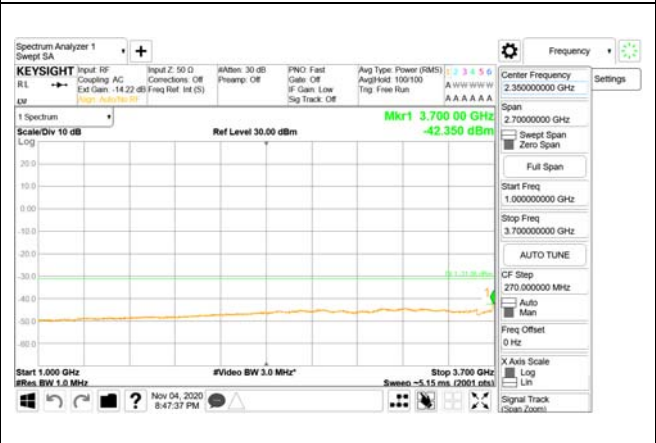 Spectrum Analyzer 1
Swept SA
+
Frequency
KEYSIGHT
RL
Input: RF
Coupling: AC
Ext Gain: -14.22 dB
Align: Auto/No RF
Input Z: 50 Ω
Corrections: Off
Freq Ref: Int (S)
#Atten: 30 dB
Preamp: Off
PNO: Fast
Gate: Off
IF Gain: Low
Sig Track: Off
Avg Type: Power (RMS)
Avg|Hold: 100/100
Trig: Free Run
1 2 3 4 5 6
A W W W W W
A A A A A A
1 Spectrum
Scale/Div 10 dB
Ref Level 30.00 dBm
Mkr1 3.700 00 GHz
-42.350 dBm
Log
20.0
10.0
0.00
-10.0
-20.0
-30.0
-40.0
-50.0
-60.0
1
Start 1.000 GHz
#Res BW 1.0 MHz
#Video BW 3.0 MHz*
Stop 3.700 GHz
Sweep ~5.15 ms (2001 pts)
Nov 04, 2020
8:47:37 PM
Center Frequency
2.350000000 GHz
Settings
Span
2.70000000 GHz
Swept Span
Zero Span
Full Span
Start Freq
1.000000000 GHz
Stop Freq
3.700000000 GHz
AUTO TUNE
CF Step
270.000000 MHz
Auto
Man
Freq Offset
0 Hz
X Axis Scale
Log
Lin
Signal Track
(Span Zoom)